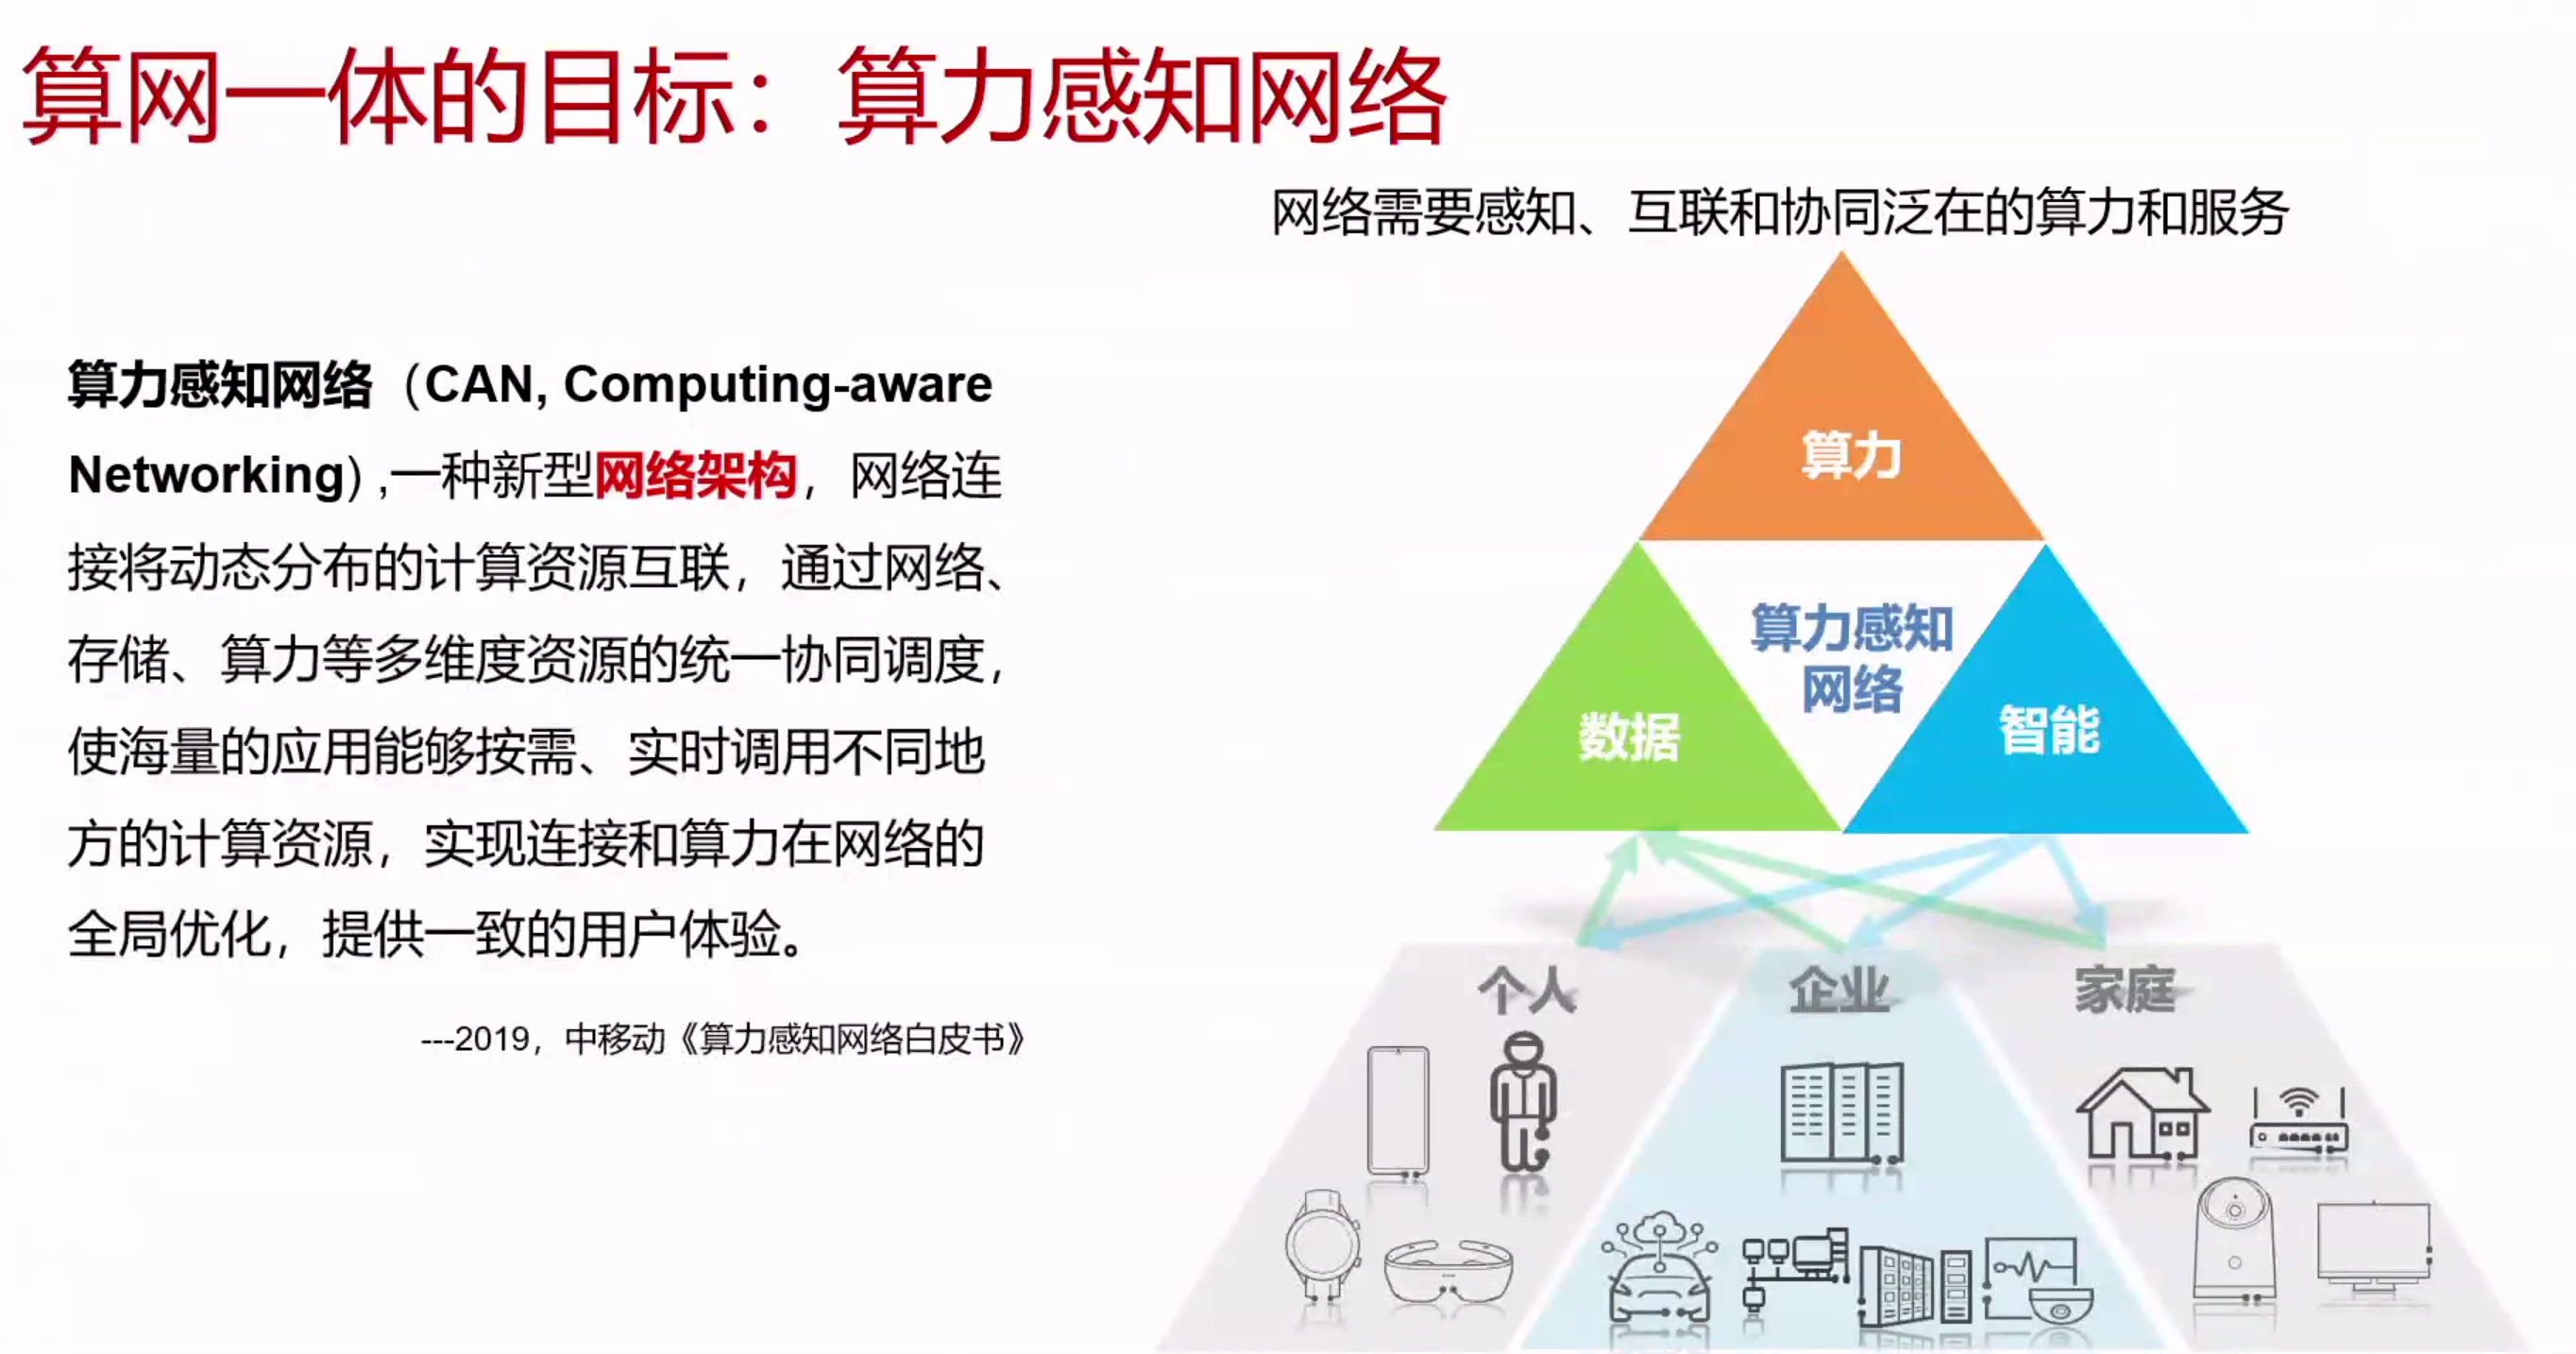 算网一体的目标：算力感知网络
网络需要感知、互联和协同泛在的算力和服务
算力感知网络（CAN, Computing-aware
Networking) ,一种新型网络架构，网络连
接将动态分布的计算资源互联，通过网络、
存储、算力等多维度资源的统一协同调度，
使海量的应用能够按需、实时调用不同地
方的计算资源，实现连接和算力在网络的
全局优化，提供一致的用户体验。
---2019，中移动《算力感知网络白皮书》
算力
算力感知
网络
数据
智能
个人
企业
家庭